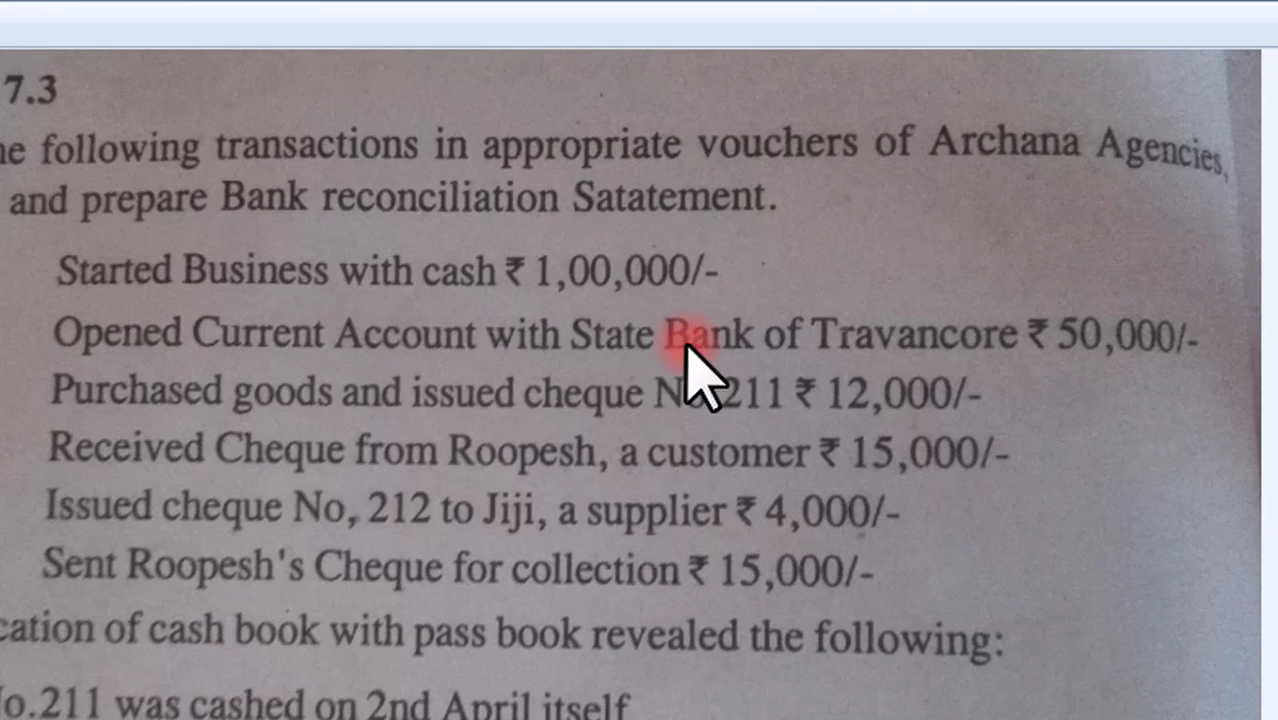 7.3
he following transactions in appropriate vouchers of Archana Agencies,
and prepare Bank reconciliation Satatement.
Started Business with cash ₹ 1,00,000/-
Opened Current Account with State Bank of Travancore ₹ 50,000/-
Purchased goods and issued cheque No.211 ₹ 12,000/-
Received Cheque from Roopesh, a customer ₹ 15,000/-
Issued cheque No, 212 to Jiji, a supplier ₹ 4,000/-
Sent Roopesh's Cheque for collection ₹ 15,000/-
cation of cash book with pass book revealed the following:
o.211 was cashed on 2nd April itself